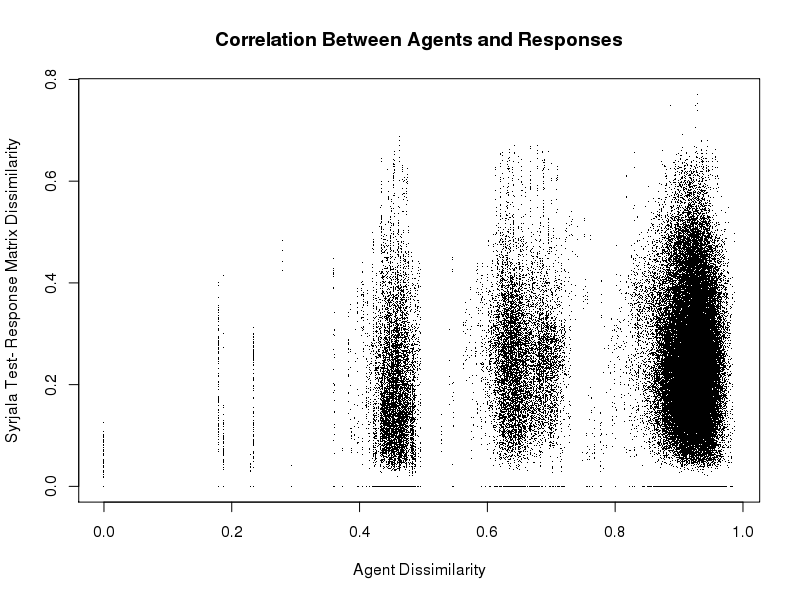 Correlation Between Agents and Responses
Syrjala Test- Response Matrix Dissimilarity
0.8
0.6
0.4
0.2
0.0
0.0 0.2 0.4 0.6 0.8 1.0
Agent Dissimilarity